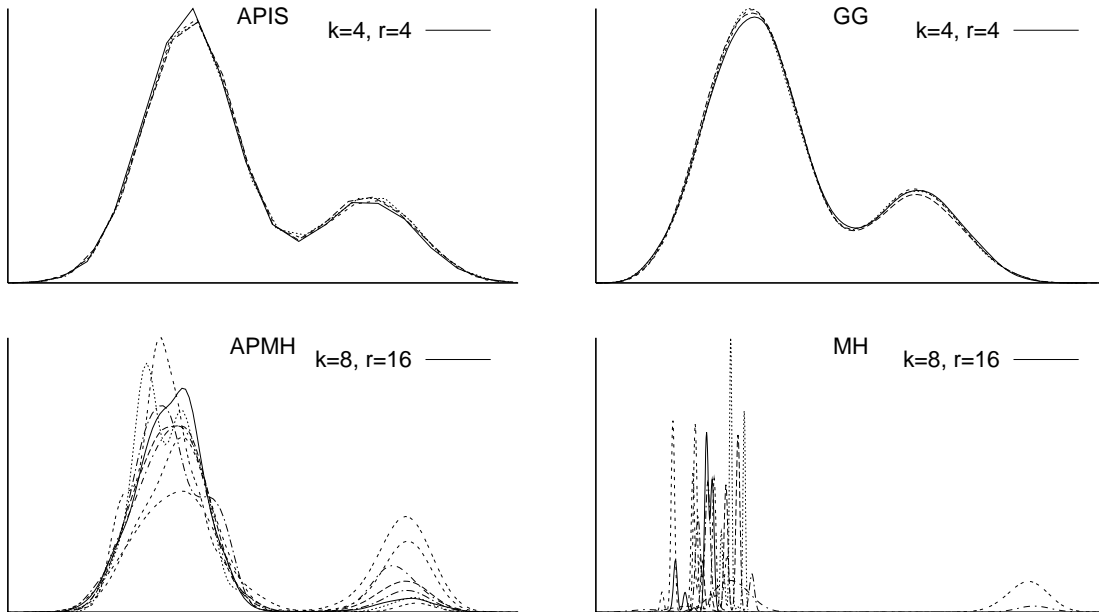 APIS
k=4, r=4
GG
k=4, r=4
APMH
k=8, r=16
MH
k=8, r=16